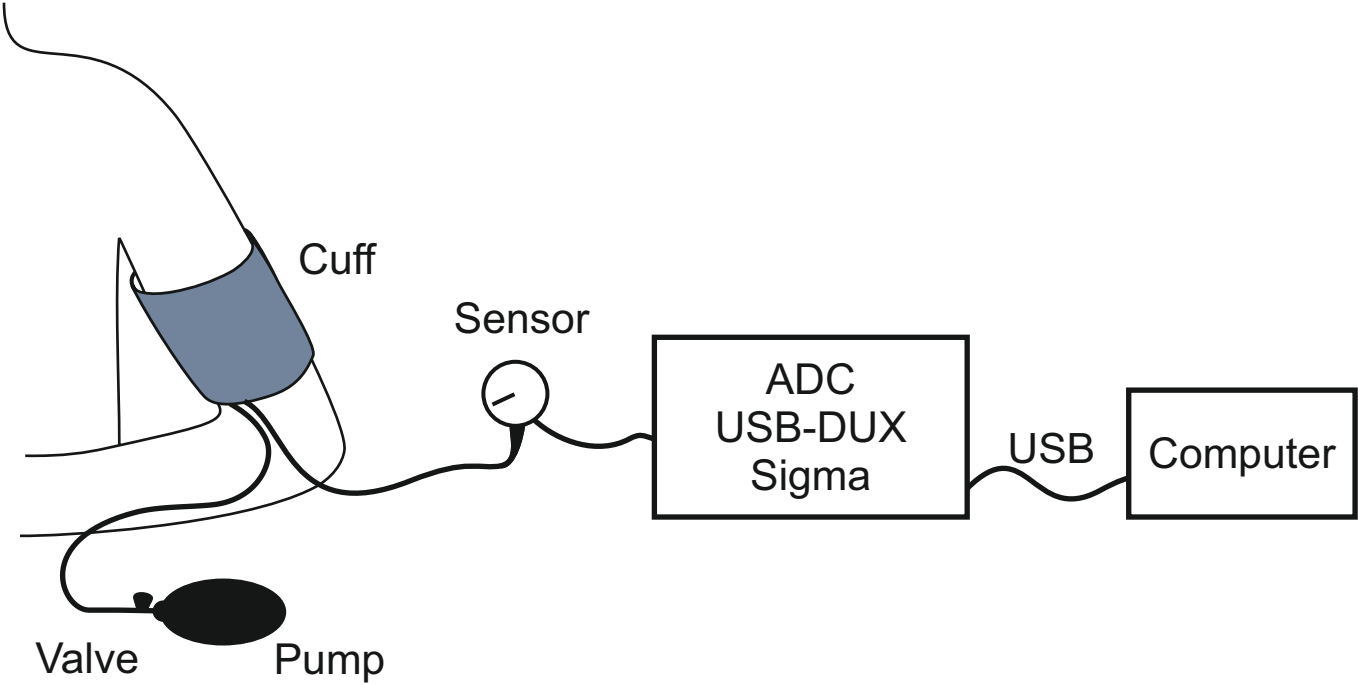 Cuff
Sensor
ADC
USB-DUX
Sigma
USB
Computer
Valve
Pump